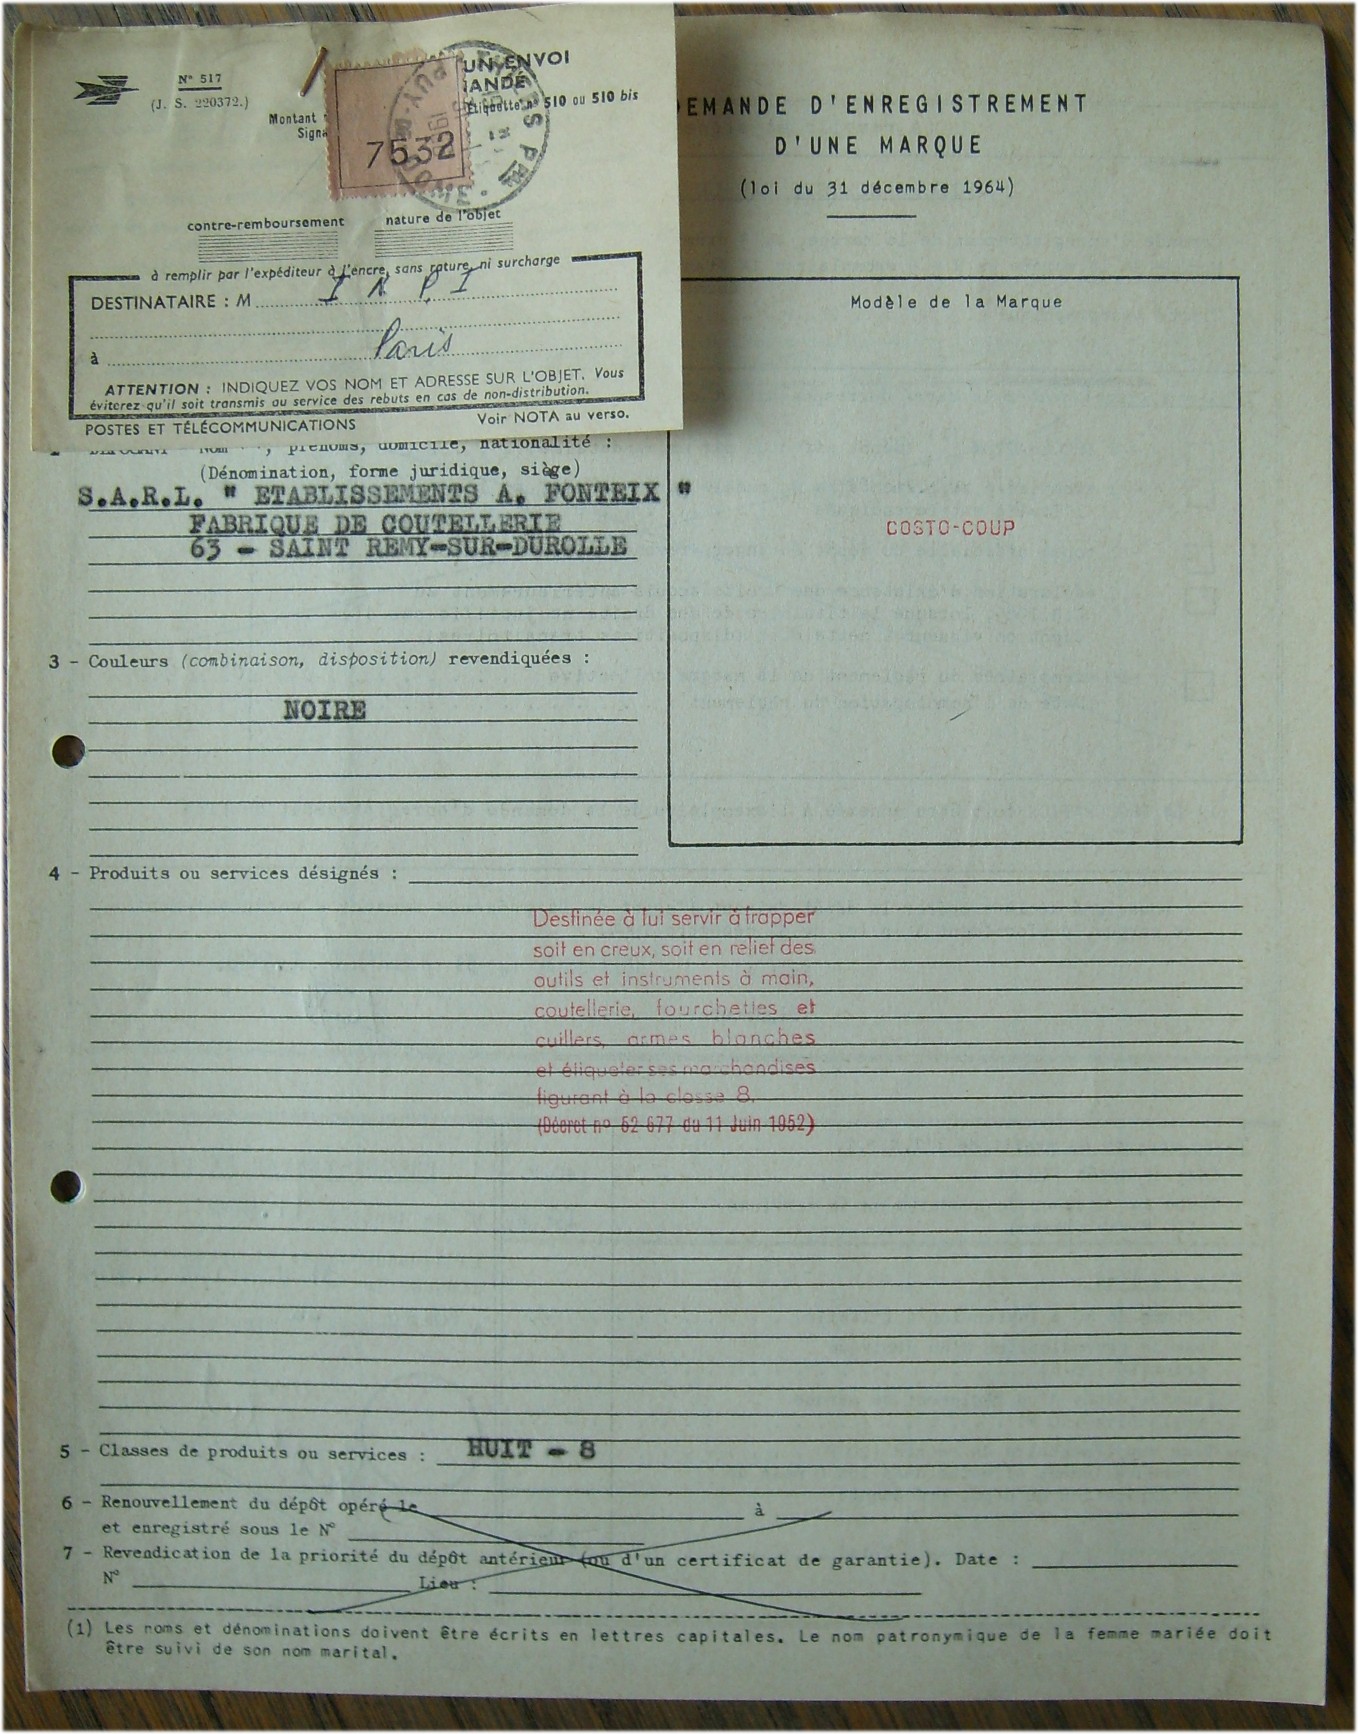 N° 517
(J. S. 220372.)
UN ENVOI
Etiquette n° 510 ou 510 bis
Montant
7532
contre-remboursement
nature de l'objet
à remplir par l'expéditeur à l'encre, sans rature, ni surcharge
DESTINATAIRE : M I N P I
à Paris
ATTENTION : INDIQUEZ VOS NOM ET ADRESSE SUR L'OBJET. Vous
éviterez qu'il soit transmis au service des rebuts en cas de non-distribution.
POSTES ET TÉLÉCOMMUNICATIONS
Voir NOTA au verso.
DEMANDE D'ENREGISTREMENT
D'UNE MARQUE
(loi du 31 décembre 1964)
Modèle de la Marque
COSTO-COUP
prénoms, domicile, nationalité :
(Dénomination, forme juridique, siège)
S.A.R.L. " ETABLISSEMENTS A. FONTEIX "
FABRIQUE DE COUTELLERIE
63 - SAINT REMY-SUR-DUROLLE
3 - Couleurs (combinaison, disposition) revendiquées :
NOIRE
4 - Produits ou services désignés :
Destinée à lui servir à frapper
soit en creux, soit en relief des
outils et instruments à main,
coutellerie, fourchettes et
cuillers, armes blanches
et étiqueter ses marchandises
figurant à la classe 8.
(Décret n° 52 677 du 11 Juin 1952)
5 - Classes de produits ou services : HUIT - 8
6 - Renouvellement du dépôt opéré le à
et enregistré sous le N°
7 - Revendication de la priorité du dépôt antérieur (ou d'un certificat de garantie). Date :
N° Lieu :
(1) Les noms et dénominations doivent être écrits en lettres capitales. Le nom patronymique de la femme mariée doit
être suivi de son nom marital.